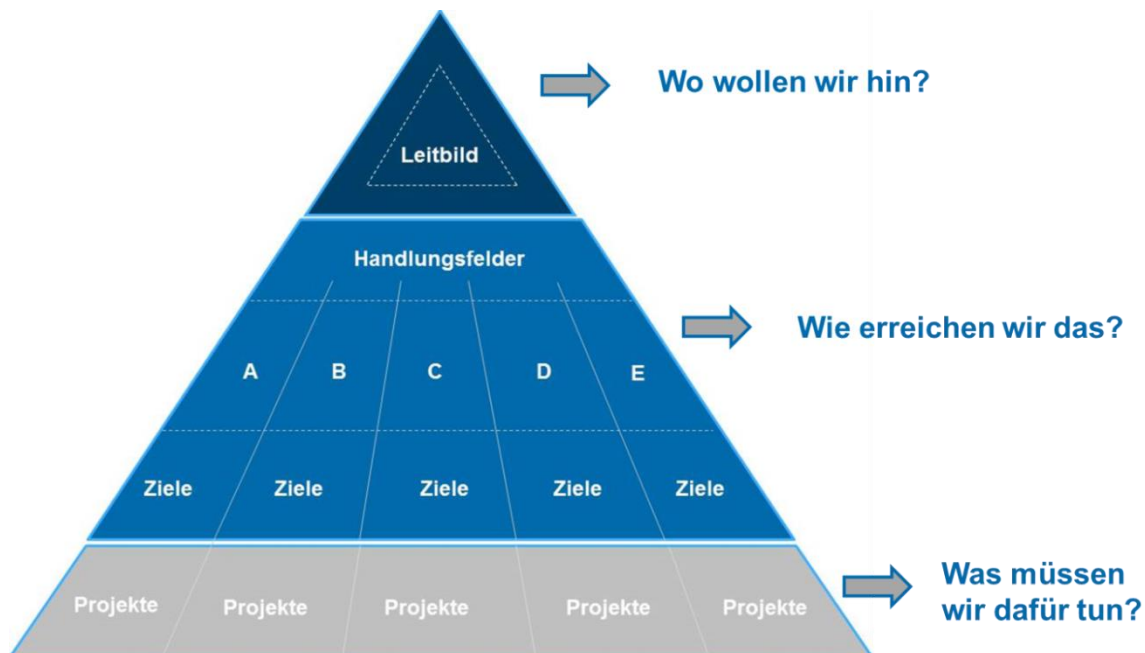 Wo wollen wir hin?
Leitbild
Handlungsfelder
Wie erreichen wir das?
A B C D E
Ziele Ziele Ziele Ziele Ziele
Was müssen
wir dafür tun?
Projekte Projekte Projekte Projekte Projekte